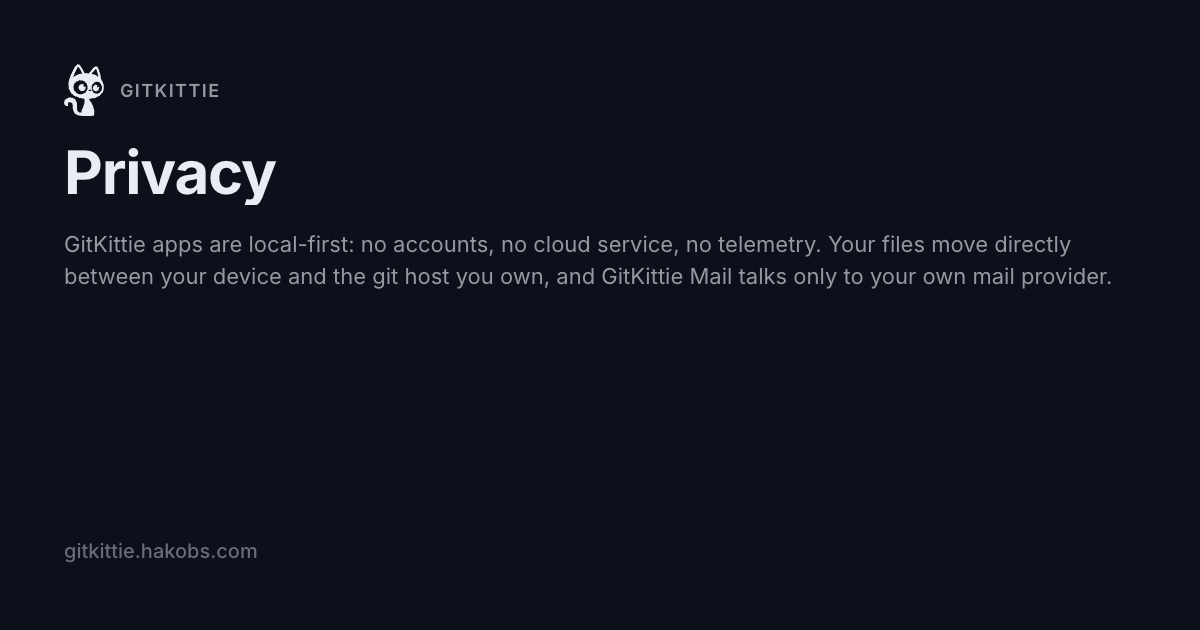 GITKITTIE
Privacy
GitKittie apps are local-first: no accounts, no cloud service, no telemetry. Your files move directly
between your device and the git host you own, and GitKittie Mail talks only to your own mail provider.
gitkittie.hakobs.com